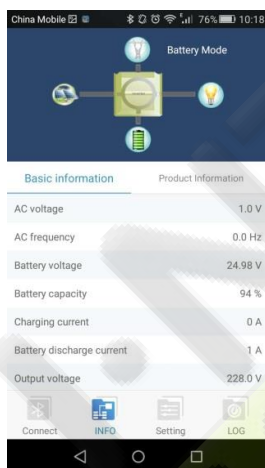 China Mobile 76% 10:18
Battery Mode
Basic information Product Information
AC voltage 1.0 V
AC frequency 0.0 Hz
Battery voltage 24.98 V
Battery capacity 94 %
Charging current 0 A
Battery discharge current 1 A
Output voltage 228.0 V
Connect INFO Setting LOG